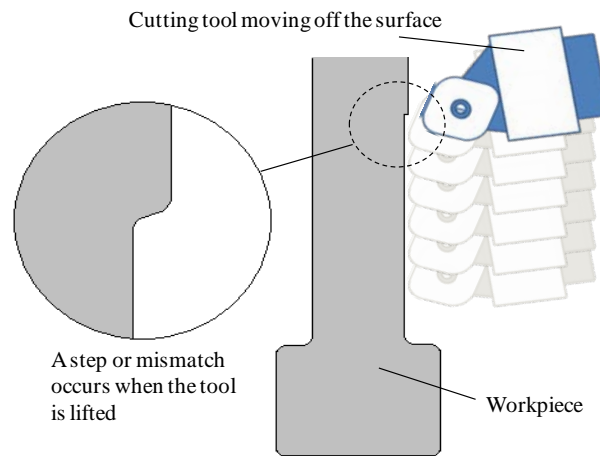 Cutting tool moving off the surface
A step or mismatch
occurs when the tool
is lifted
Workpiece